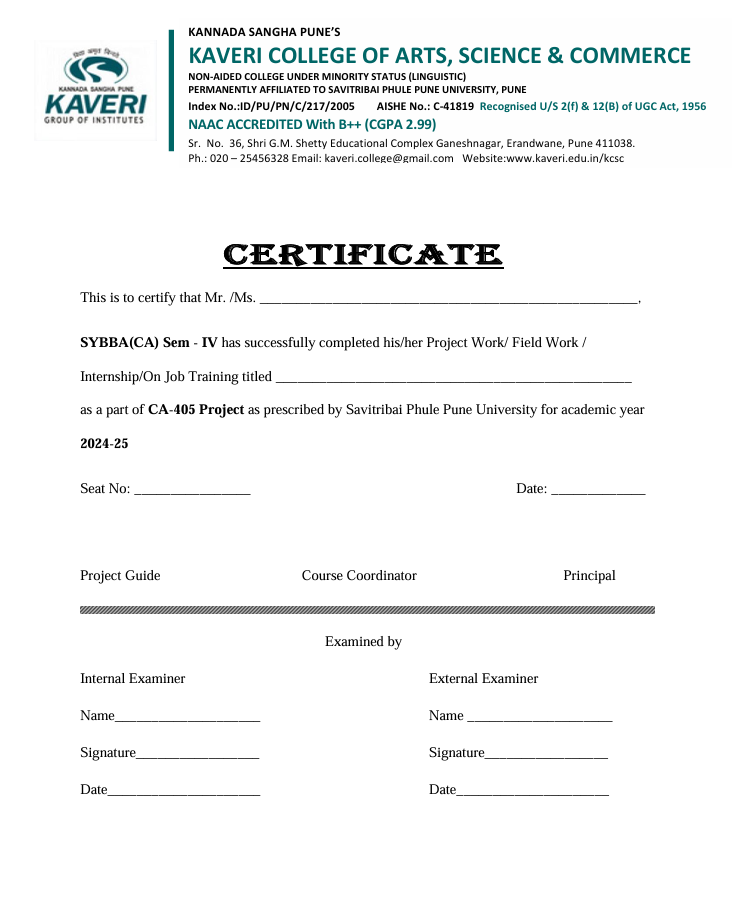 KANNADA SANGHA PUNE'S
KAVERI COLLEGE OF ARTS, SCIENCE & COMMERCE
NON-AIDED COLLEGE UNDER MINORITY STATUS (LINGUISTIC)
PERMANENTLY AFFILIATED TO SAVITRIBAI PHULE PUNE UNIVERSITY, PUNE
Index No.:ID/PU/PN/C/217/2005 AISHE No.: C-41819 Recognised U/S 2(f) & 12(B) of UGC Act, 1956
NAAC ACCREDITED With B++ (CGPA 2.99)
Sr. No. 36, Shri G.M. Shetty Educational Complex Ganeshnagar, Erandwane, Pune 411038.
Ph.: 020 – 25456328 Email: kaveri.college@gmail.com Website:www.kaveri.edu.in/kcsc
KANNADA SANGHA PUNE
KAVERI
GROUP OF INSTITUTES
CERTIFICATE
This is to certify that Mr. /Ms. ____________________________________________________,
SYBBA(CA) Sem - IV has successfully completed his/her Project Work/ Field Work /
Internship/On Job Training titled _________________________________________________
as a part of CA-405 Project as prescribed by Savitribai Phule Pune University for academic year
2024-25
Seat No: ________________ Date: _____________
Project Guide Course Coordinator Principal
Examined by
Internal Examiner External Examiner
Name____________________ Name ____________________
Signature_________________ Signature_________________
Date_____________________ Date_____________________